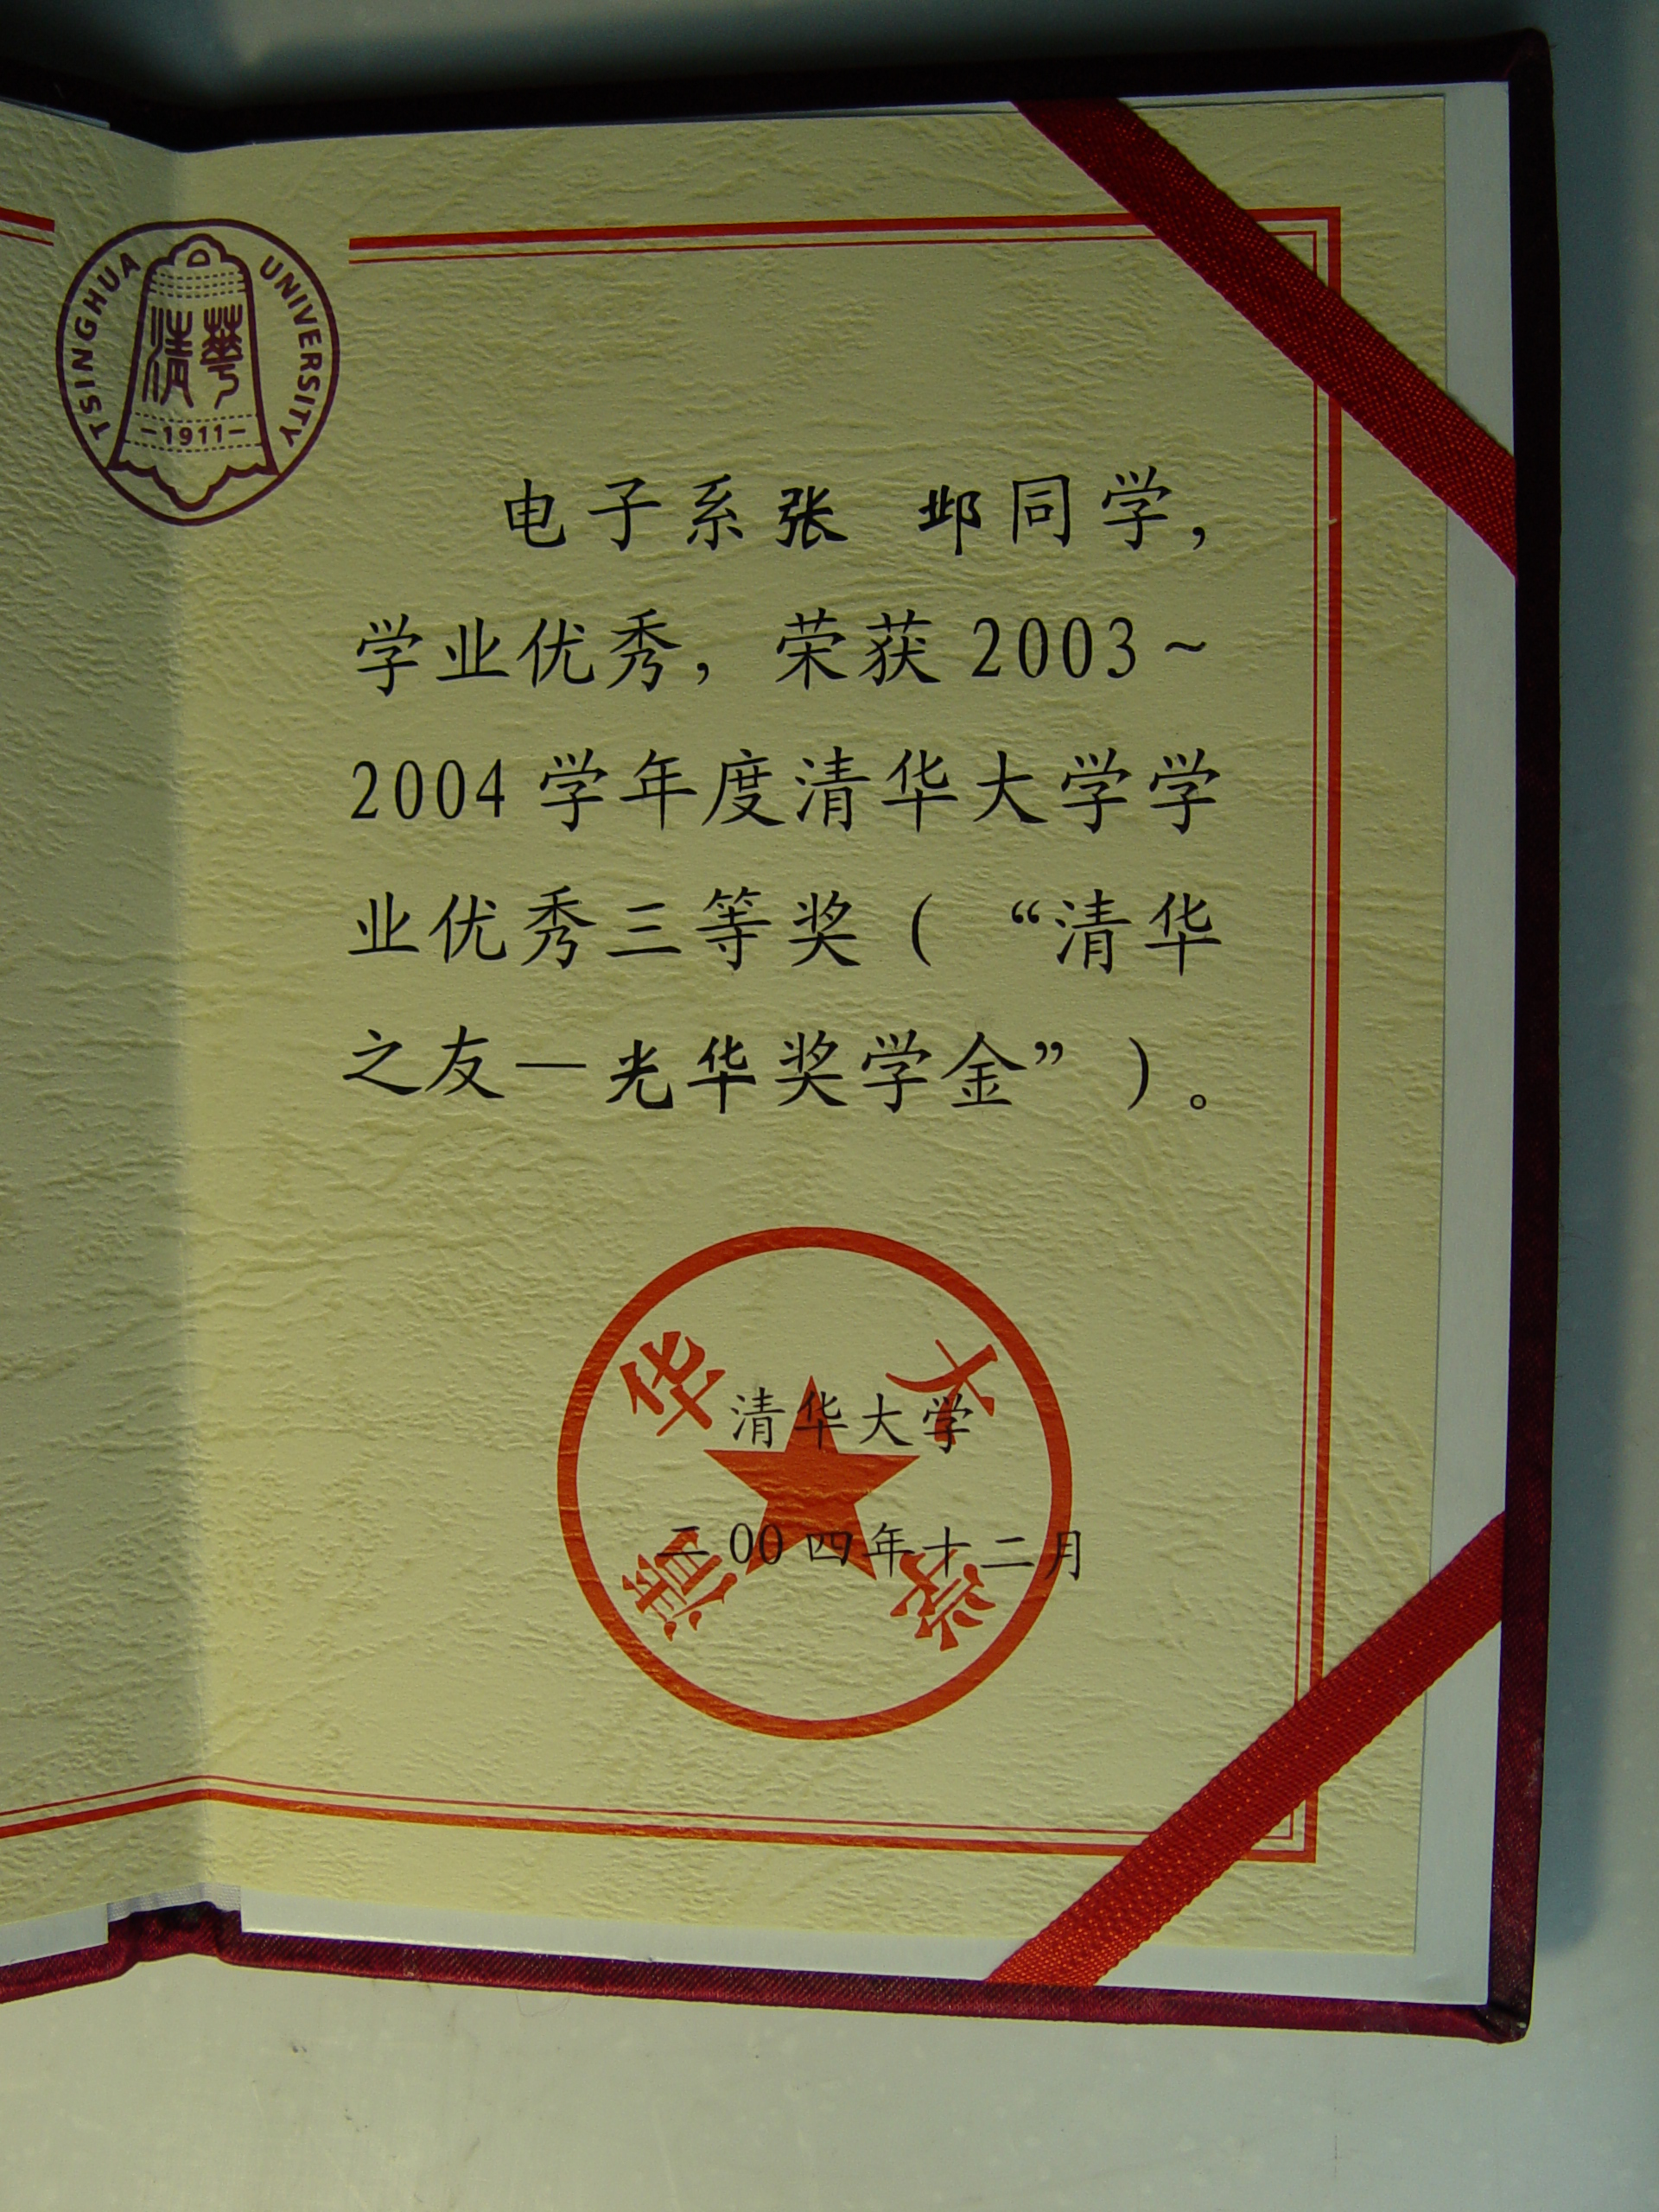 TSINGHUA UNIVERSITY
清華
-1911-
电子系张 邺同学，
学业优秀，荣获2003～
2004学年度清华大学学
业优秀三等奖（“清华
之友—光华奖学金”）。
清华大学
清华大学
二00四年十二月